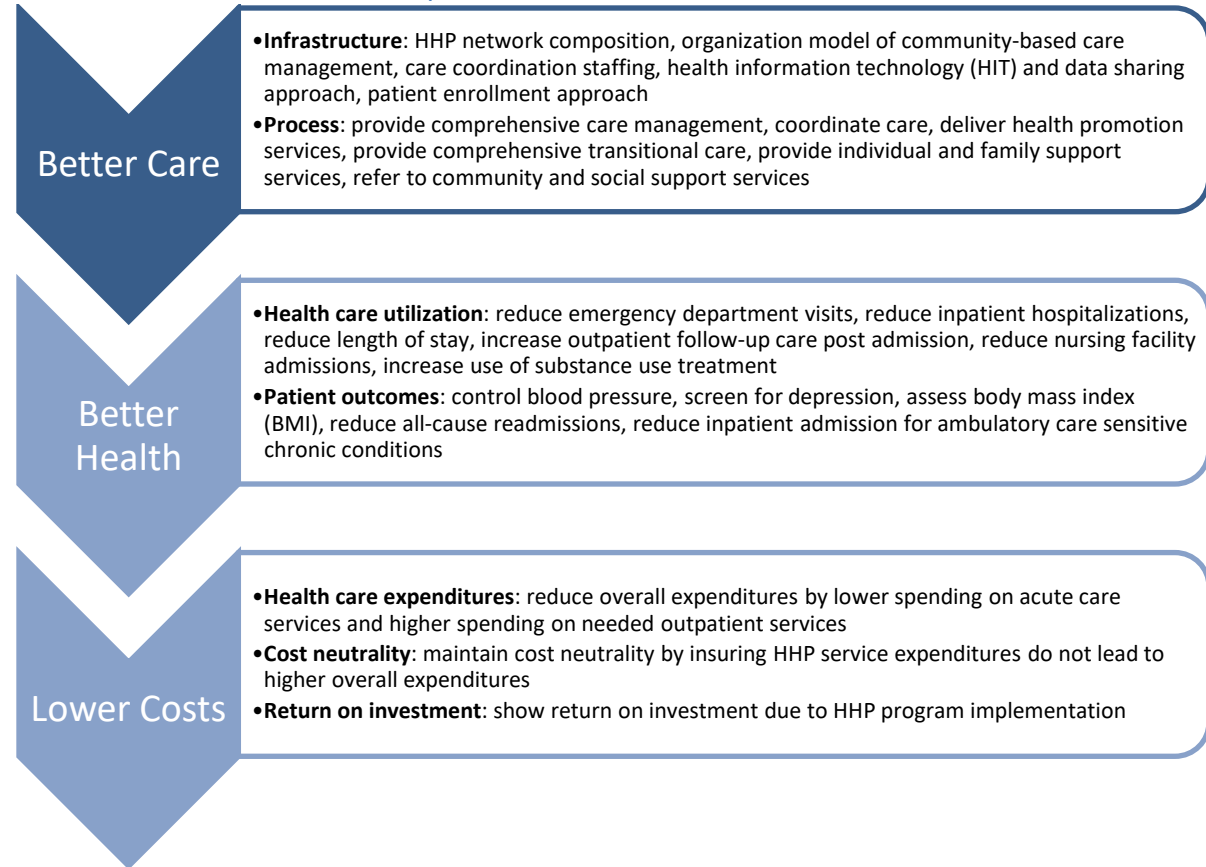 •Infrastructure: HHP network composition, organization model of community-based care
management, care coordination staffing, health information technology (HIT) and data sharing
approach, patient enrollment approach
•Process: provide comprehensive care management, coordinate care, deliver health promotion
services, provide comprehensive transitional care, provide individual and family support
services, refer to community and social support services
Better Care
•Health care utilization: reduce emergency department visits, reduce inpatient hospitalizations,
reduce length of stay, increase outpatient follow-up care post admission, reduce nursing facility
admissions, increase use of substance use treatment
•Patient outcomes: control blood pressure, screen for depression, assess body mass index
(BMI), reduce all-cause readmissions, reduce inpatient admission for ambulatory care sensitive
chronic conditions
Better
Health
•Health care expenditures: reduce overall expenditures by lower spending on acute care
services and higher spending on needed outpatient services
•Cost neutrality: maintain cost neutrality by insuring HHP service expenditures do not lead to
higher overall expenditures
•Return on investment: show return on investment due to HHP program implementation
Lower Costs